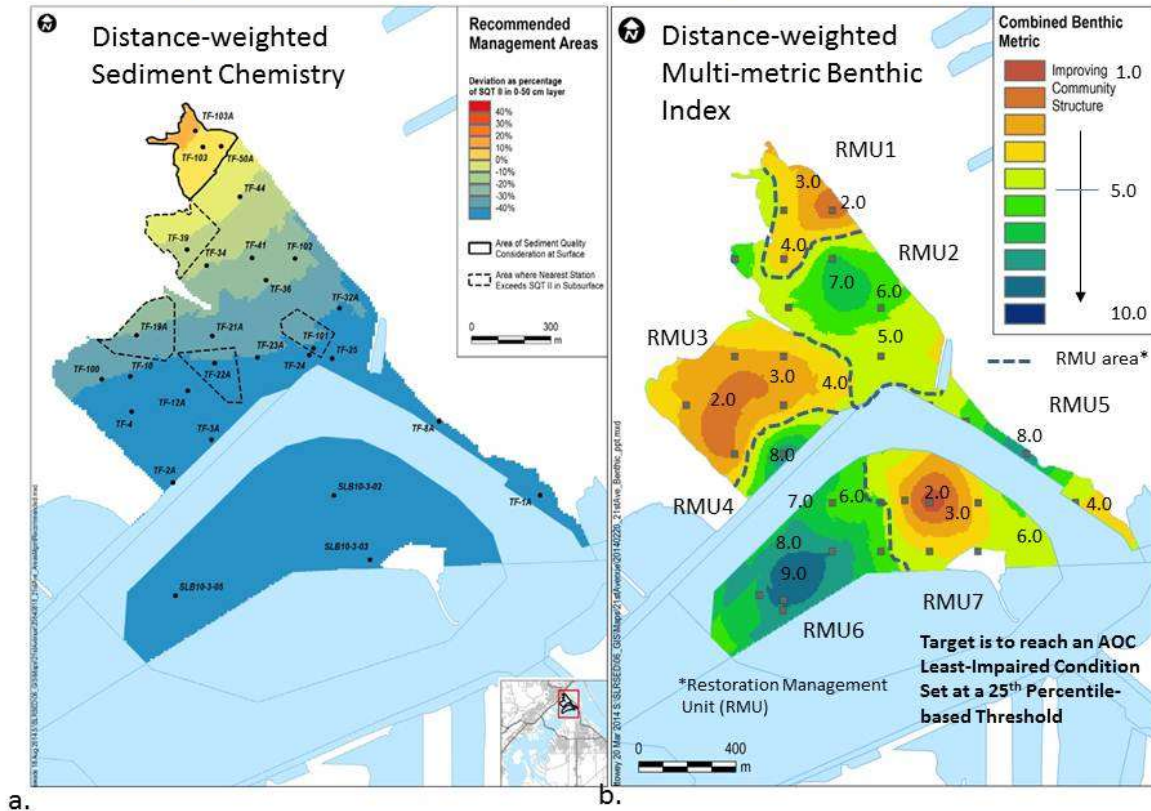 N
Distance-weighted
Sediment Chemistry
Recommended
Management Areas
Deviation as percentage
of SQT II in 0-50 cm layer
40%
30%
20%
10%
0%
-10%
-20%
-30%
-40%
Area of Sediment Quality
Consideration at Surface
Area where Nearest Station
Exceeds SQT II in Subsurface
0 300
m
TF-103A
TF-103
TF-50A
TF-44
TF-39
TF-34
TF-41
TF-102
TF-36
TF-32A
TF-19A
TF-21A
TF-101
TF-23A
TF-25
TF-24
TF-100
TF-10
TF-22A
TF-12A
TF-4
TF-3A
TF-8A
TF-2A
TF-1A
SLB10-3-02
SLB10-3-03
SLB10-3-05
a.
N
Distance-weighted
Multi-metric Benthic
Index
Combined Benthic
Metric
Improving
Community
Structure
1.0
5.0
10.0
RMU area*
RMU1
3.0
2.0
4.0
RMU2
7.0
6.0
5.0
RMU3
3.0
4.0
2.0
RMU5
8.0
8.0
4.0
RMU4
7.0
6.0
2.0
3.0
6.0
8.0
9.0
RMU7
RMU6
Target is to reach an AOC
Least-Impaired Condition
Set at a 25th Percentile-
based Threshold
*Restoration Management
Unit (RMU)
0 400
m
b.